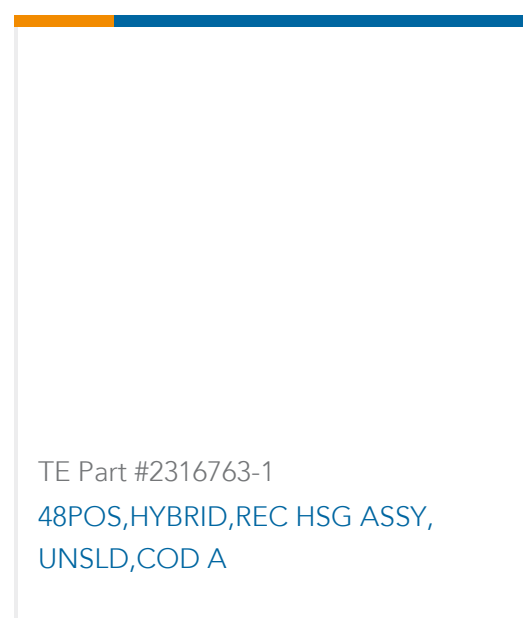 TE Part #2316763-1
48POS,HYBRID,REC HSG ASSY,
UNSLD,COD A